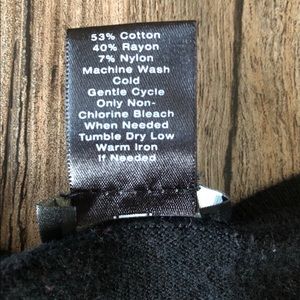 53% Cotton
40% Rayon
7% Nylon
Machine Wash
Cold
Gentle Cycle
Only Non-
Chlorine Bleach
When Needed
Tumble Dry Low
Warm Iron
If Needed